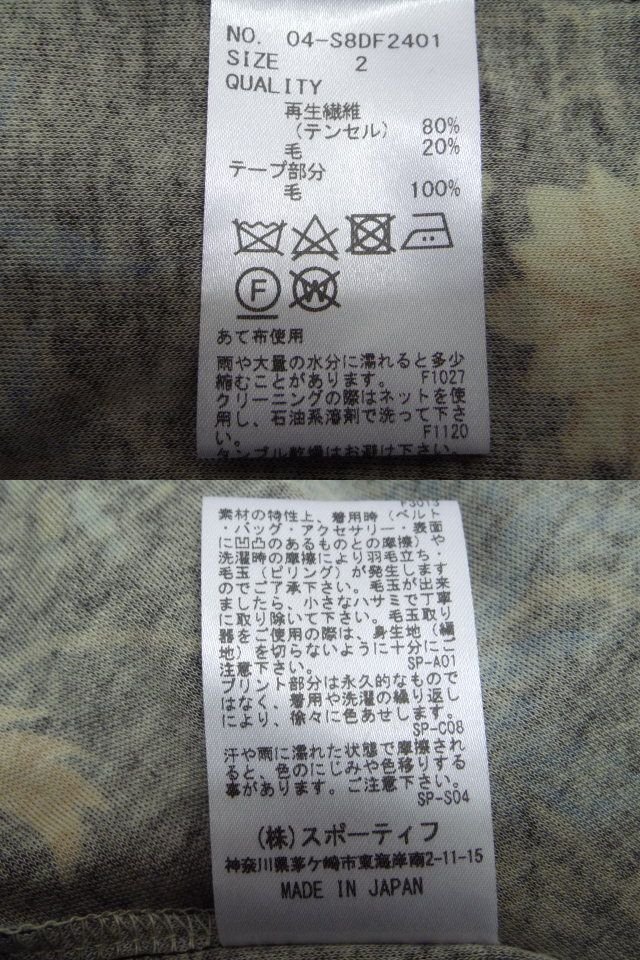 NO. 04-S8DF2401
SIZE 2
QUALITY
再生繊維
(テンセル) 80%
毛 20%
テープ部分
毛 100%
F W
あて布使用
雨や大量の水分に濡れると多少
縮むことがあります。 F1027
クリーニングの際はネットを使
用し、石油系溶剤で洗って下さ
い。 F1120
タンブル乾燥はお避け下さい。
素材の特性上、着用時(ベルト
・バッグ・アクセサリー・表面
に凹凸のあるものとの摩擦)や
洗濯時の摩擦により羽毛立ち・
毛玉(ピリング)が発生します
のでご了承下さい。毛玉が出来
ましたら、小さなハサミで丁寧
に取り除いて下さい。毛玉取り
器をご使用の際は、身生地(編
地)を切らないように十分にご
注意下さい。 SP-A01
プリント部分は永久的なもので
はなく、着用や洗濯の繰り返し
により、徐々に色あせします。
SP-C08
汗や雨に濡れた状態で摩擦され
ると、色のにじみや色移りする
事があります。ご注意下さい。
SP-S04
(株)スポーティフ
神奈川県茅ケ崎市東海岸南2-11-15
MADE IN JAPAN